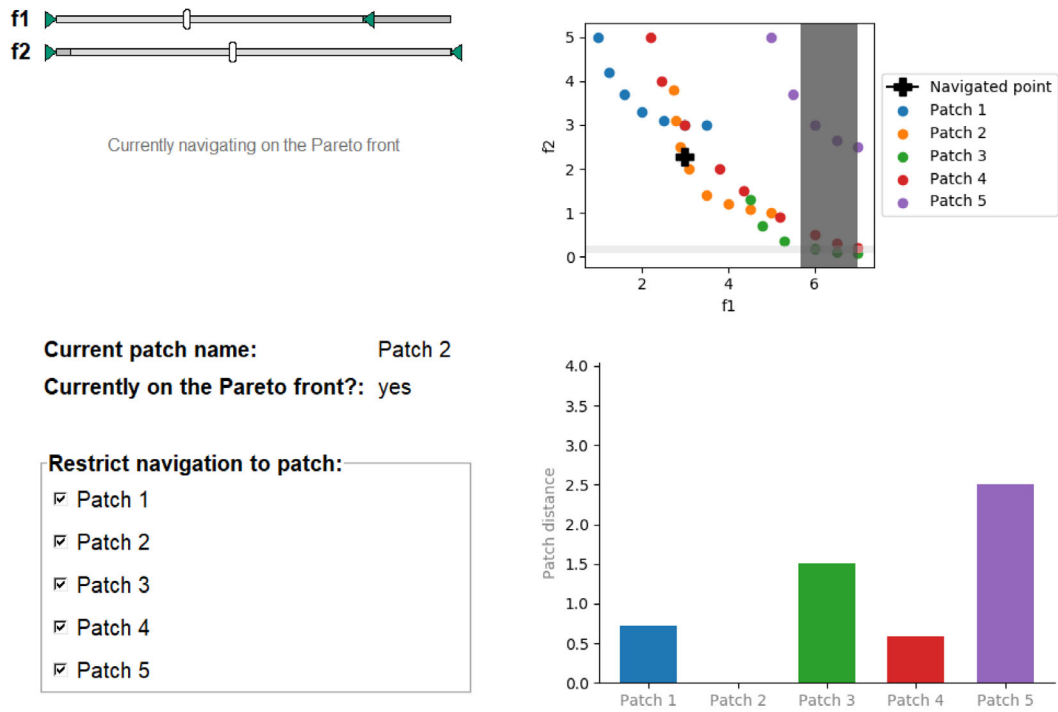 f1
f2
Currently navigating on the Pareto front
5
4
3
2
1
0
f2
2
4
6
f1
Navigated point
Patch 1
Patch 2
Patch 3
Patch 4
Patch 5
Current patch name: Patch 2
Currently on the Pareto front?: yes
Restrict navigation to patch:
Patch 1
Patch 2
Patch 3
Patch 4
Patch 5
4.0
3.5
3.0
2.5
2.0
1.5
1.0
0.5
0.0
Patch distance
Patch 1
Patch 2
Patch 3
Patch 4
Patch 5